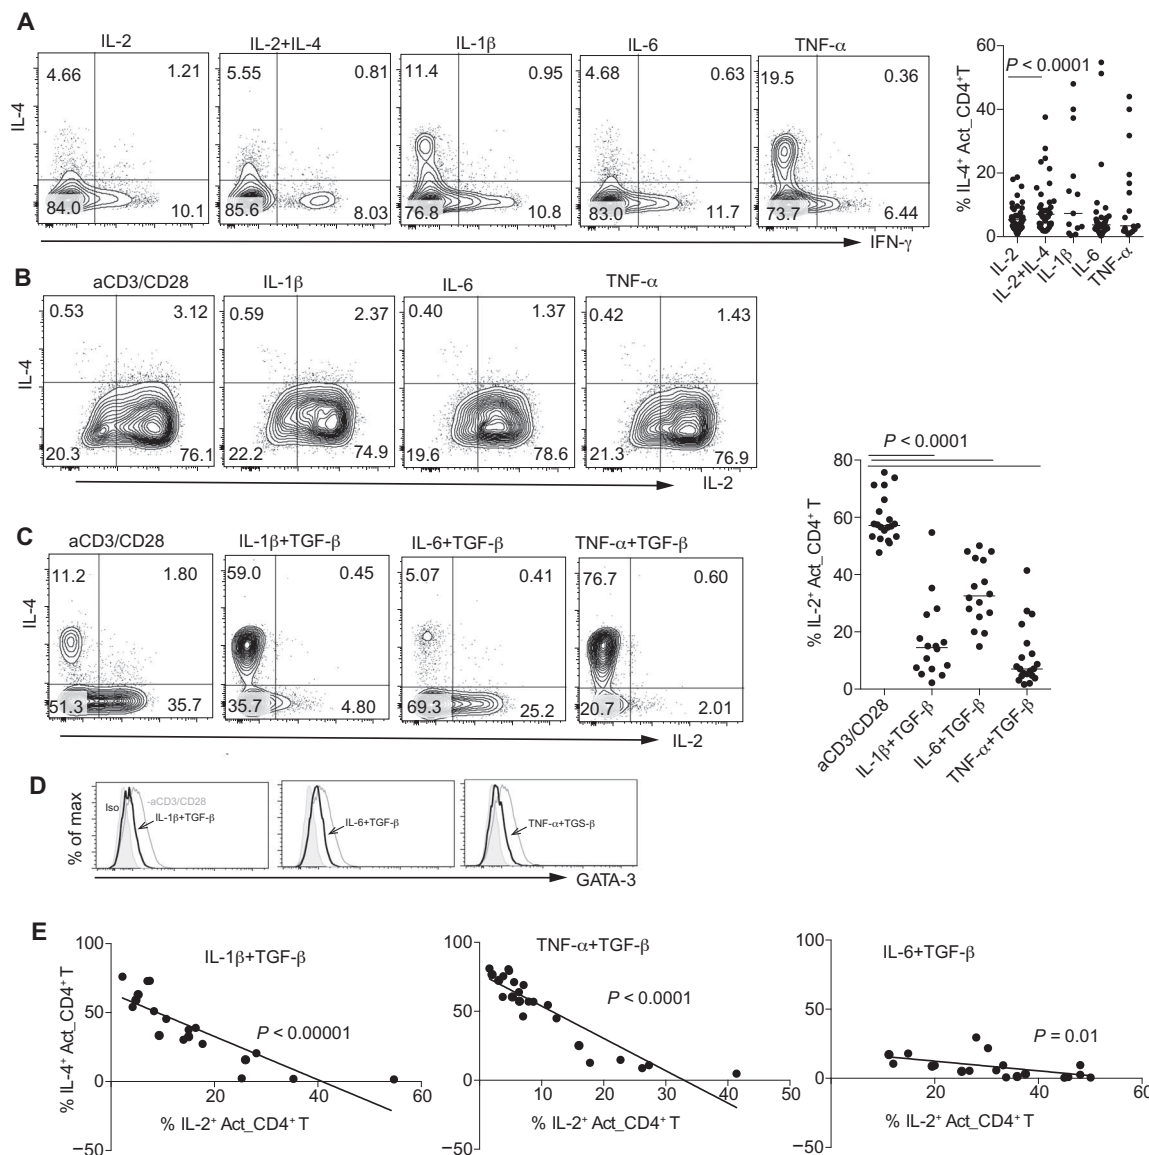 A
IL-2 IL-2+IL-4 IL-1β IL-6 TNF-α
4.66 1.21 5.55 0.81 11.4 0.95 4.68 0.63 19.5 0.36
IL-4
84.0 10.1 85.6 8.03 76.8 10.8 83.0 11.7 73.7 6.44
IFN-γ
% IL-4⁺ Act_CD4⁺T
60
40
20
0
P < 0.0001
IL-2 IL-2+IL-4 IL-1β IL-6 TNF-α
B
aCD3/CD28 IL-1β IL-6 TNF-α
0.53 3.12 0.59 2.37 0.40 1.37 0.42 1.43
IL-4
20.3 76.1 22.2 74.9 19.6 78.6 21.3 76.9
IL-2
C
aCD3/CD28 IL-1β+TGF-β IL-6+TGF-β TNF-α+TGF-β
11.2 1.80 59.0 0.45 5.07 0.41 76.7 0.60
IL-4
51.3 35.7 35.7 4.80 69.3 25.2 20.7 2.01
IL-2
P < 0.0001
% IL-2⁺ Act_CD4⁺ T
80
60
40
20
0
aCD3/CD28 IL-1β+TGF-β IL-6+TGF-β TNF-α+TGF-β
D
% of max
Iso -aCD3/CD28
IL-1β+TGF-β
IL-6+TGF-β
TNF-α+TGS-β
GATA-3
E
% IL-4⁺ Act_CD4⁺T
100
50
0
−50
IL-1β+TGF-β
P < 0.00001
20 40 60
% IL-2⁺ Act_CD4⁺ T
100
50
0
−50
TNF-α+TGF-β
P < 0.0001
10 20 30 40 50
% IL-2⁺ Act_CD4⁺ T
100
50
0
−50
IL-6+TGF-β
P = 0.01
20 40 60
% IL-2⁺ Act_CD4⁺ T